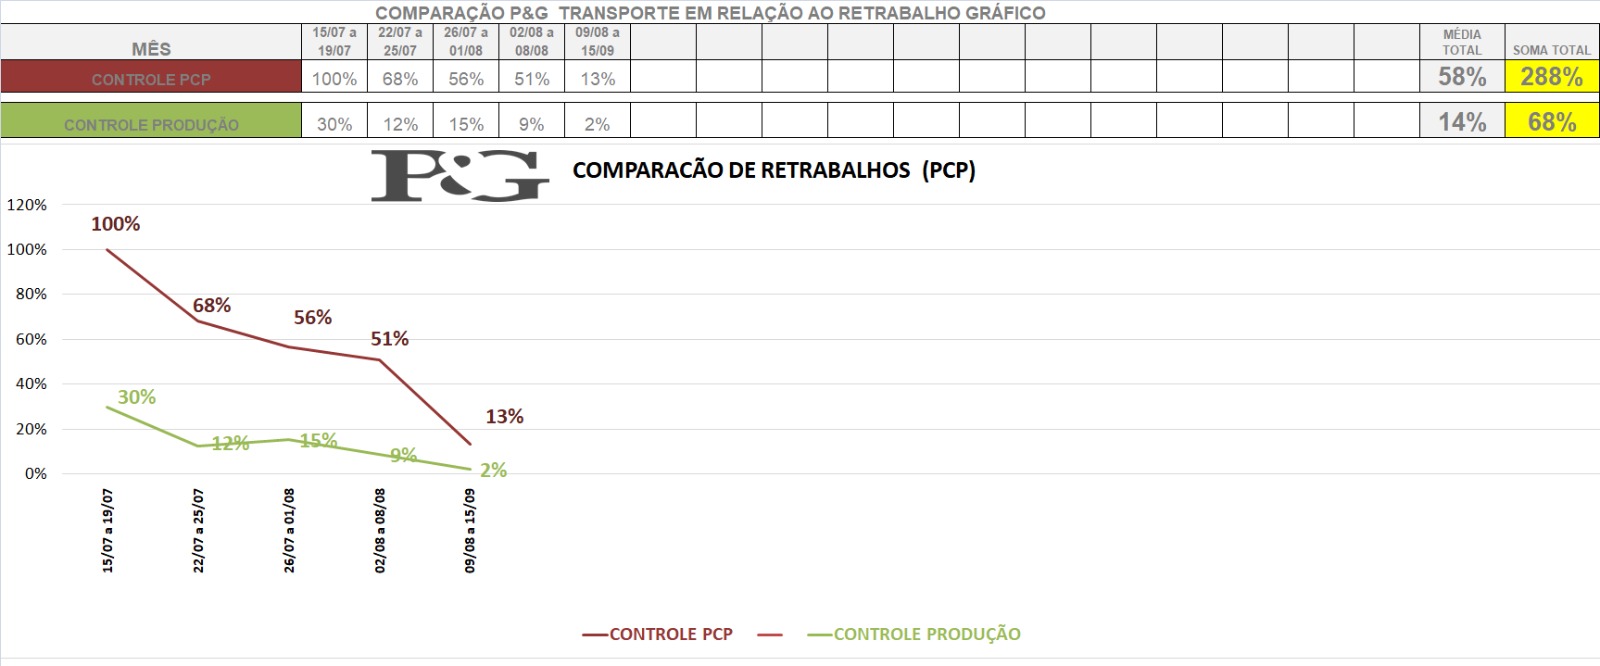 COMPARAÇÃO P&G TRANSPORTE EM RELAÇÃO AO RETRABALHO GRÁFICO
MÊS 15/07 a 19/07 22/07 a 25/07 26/07 a 01/08 02/08 a 08/08 09/08 a 15/09 MÉDIA TOTAL SOMA TOTAL
CONTROLE PCP 100% 68% 56% 51% 13% 58% 288%
CONTROLE PRODUÇÃO 30% 12% 15% 9% 2% 14% 68%
P&G COMPARACÃO DE RETRABALHOS (PCP)
120%
100%
80%
60%
40%
20%
0%
100%
68%
56%
51%
13%
30%
12%
15%
9%
2%
15/07 a 19/07
22/07 a 25/07
26/07 a 01/08
02/08 a 08/08
09/08 a 15/09
CONTROLE PCP CONTROLE PRODUÇÃO